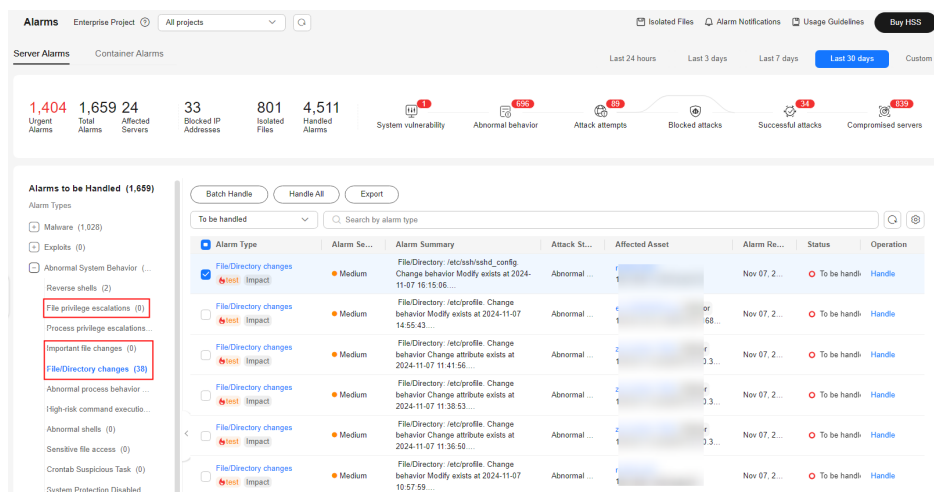 Alarms Enterprise Project ? All projects Isolated Files Alarm Notifications Usage Guidelines Buy HSS
Server Alarms Container Alarms Last 24 hours Last 3 days Last 7 days Last 30 days Custom
1,404 1,659 24 33 801 4,511 1 696 89 34 839
Urgent Total Affected Blocked IP Isolated Handled
Alarms Alarms Servers Addresses Files Alarms
System vulnerability Abnormal behavior Attack attempts Blocked attacks Successful attacks Compromised servers
Alarms to be Handled (1,659)
Alarm Types
Malware (1,028)
Exploits (0)
Abnormal System Behavior (...
Reverse shells (2)
File privilege escalations (0)
Process privilege escalations...
Important file changes (0)
File/Directory changes (38)
Abnormal process behavior ...
High-risk command executio...
Abnormal shells (0)
Sensitive file access (0)
Crontab Suspicious Task (0)
System Protection Disabled
Batch Handle Handle All Export
To be handled Search by alarm type
Alarm Type Alarm Se... Alarm Summary Attack St... Affected Asset Alarm Re... Status Operation
File/Directory changes
test Impact
Medium
File/Directory: /etc/ssh/sshd_config.
Change behavior Modify exists at 2024-
11-07 16:15:06....
Abnormal ... Nov 07, 2... To be handl Handle
File/Directory changes
test Impact
Medium
File/Directory: /etc/profile. Change
behavior Modify exists at 2024-11-07
14:55:43....
Abnormal ... or
68...
Nov 07, 2... To be handl Handle
File/Directory changes
test Impact
Medium
File/Directory: /etc/profile. Change
behavior Change attribute exists at
2024-11-07 11:41:56....
Abnormal ... 0.3...
Nov 07, 2... To be handl Handle
File/Directory changes
test Impact
Medium
File/Directory: /etc/profile. Change
behavior Change attribute exists at
2024-11-07 11:38:53....
Abnormal ... 0.3...
Nov 07, 2... To be handl Handle
File/Directory changes
test Impact
Medium
File/Directory: /etc/profile. Change
behavior Change attribute exists at
2024-11-07 11:36:50....
Abnormal ... 0.3...
Nov 07, 2... To be handl Handle
File/Directory changes
test Impact
Medium
File/Directory: /etc/profile. Change
behavior Modify exists at 2024-11-07
10:57:59....
Abnormal ... Nov 07, 2... To be handl Handle